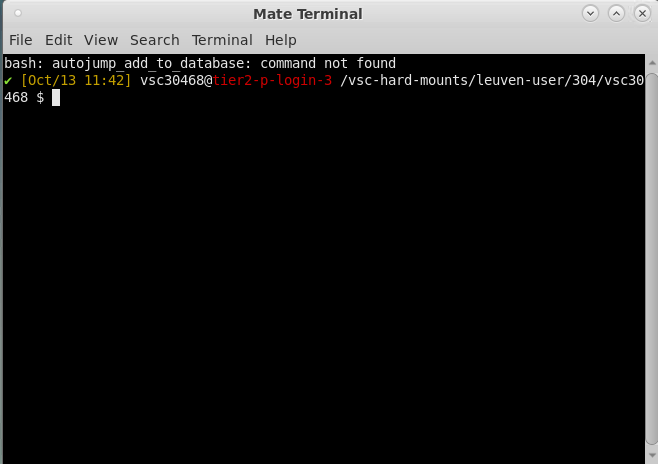 Mate Terminal
File Edit View Search Terminal Help
bash: autojump_add_to_database: command not found
✔ [Oct/13 11:42] vsc30468@tier2-p-login-3 /vsc-hard-mounts/leuven-user/304/vsc30
468 $